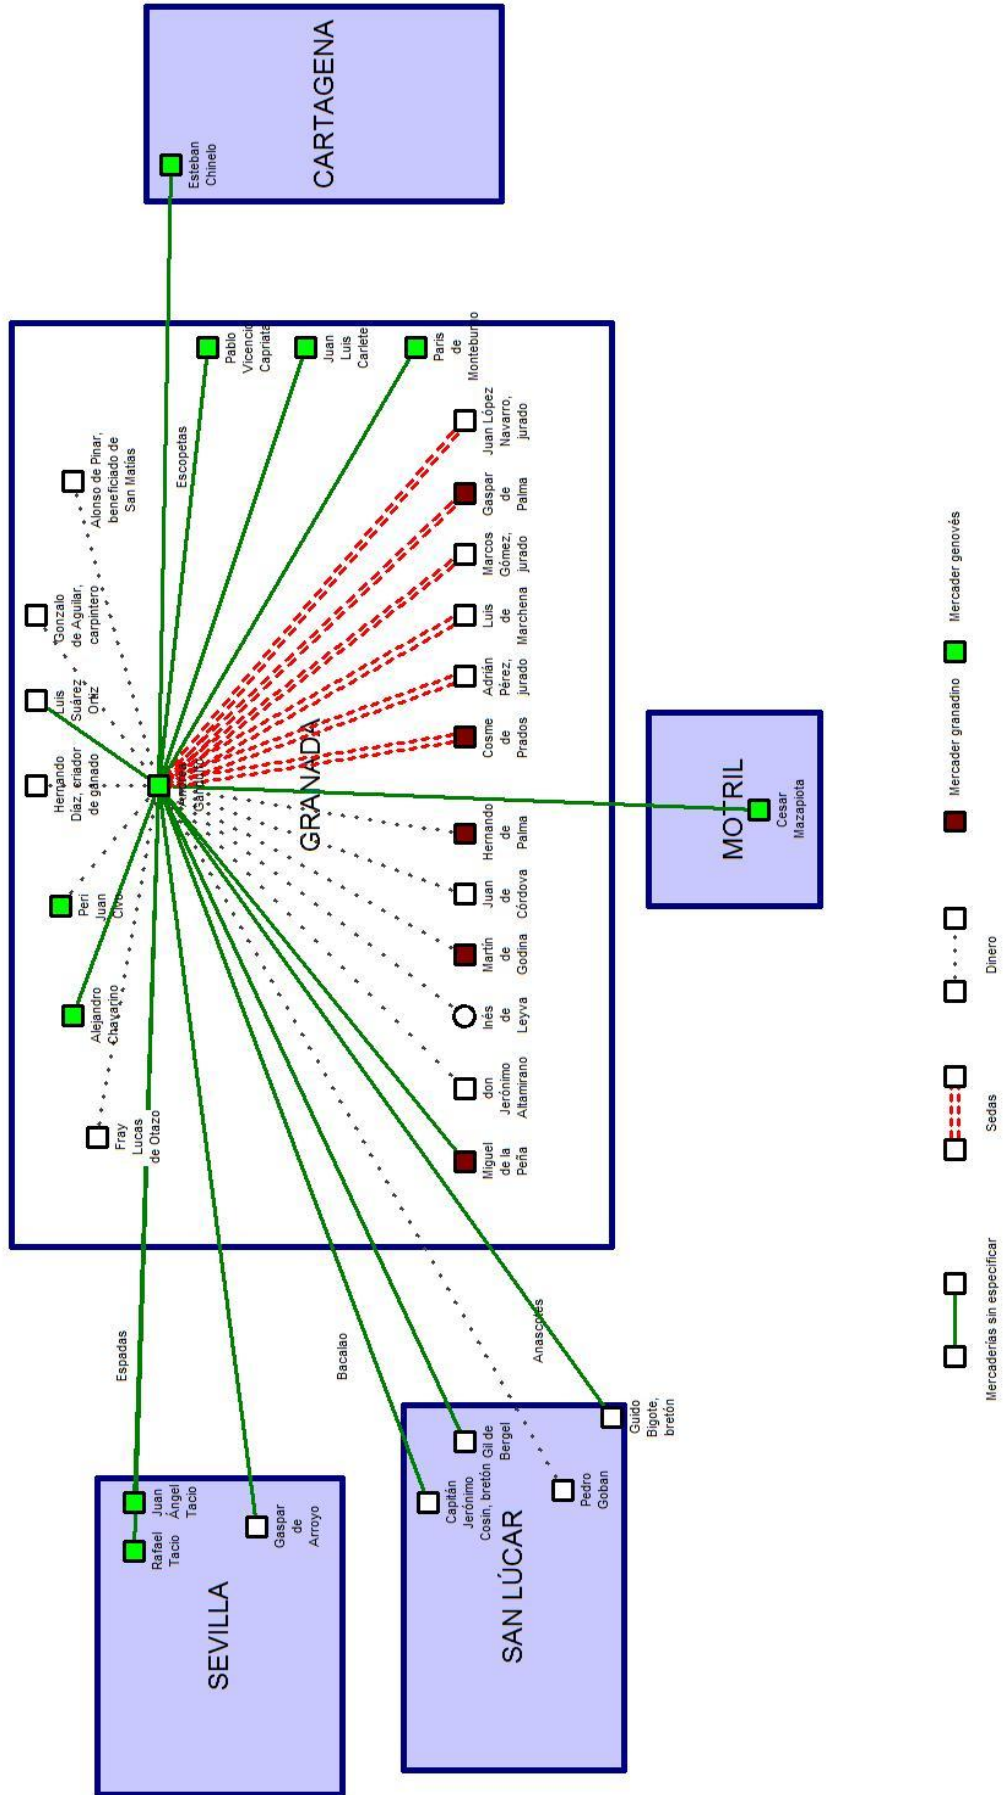 SEVILLA
Rafael
Tacio
Juan
Ángel
Tacio
Gaspar
de
Arroyo
Espadas
SAN LÚCAR
Capitán
Jerónimo
Cosin, bretón
Gil de
Bergel
Pedro
Goban
Guido
Bigote,
bretón
Bacalao
Anascotes
GRANADA
Fray
Lucas
de Otazo
Alejandro
Chavarino
Peri
Juan
Civo
Hernando
Díaz, criador
de ganado
Luis
Suárez
Ortiz
Gonzalo
de Aguilar,
carpintero
Alonso de Pinar,
beneficiado de
San Matías
Escopetas
Pablo
Vicencio
Capriata
Juan
Luis
Carlete
Paris
de
Miguel
de la
Peña
don
Jerónimo
Altamirano
Inés
de
Leyva
Martín
de
Godina
Juan
de
Córdova
Hernando
de
Palma
Cosme
de
Prados
Adrián
Pérez,
jurado
Luis
de
Marchena
Marcos
Gómez,
jurado
Gaspar
de
Palma
Juan López
Navarro,
jurado
CARTAGENA
Esteban
Chinelo
MOTRIL
Cesar
Mazapiota
Mercaderías sin especificar
Sedas
Dinero
Mercader granadino
Mercader genovés